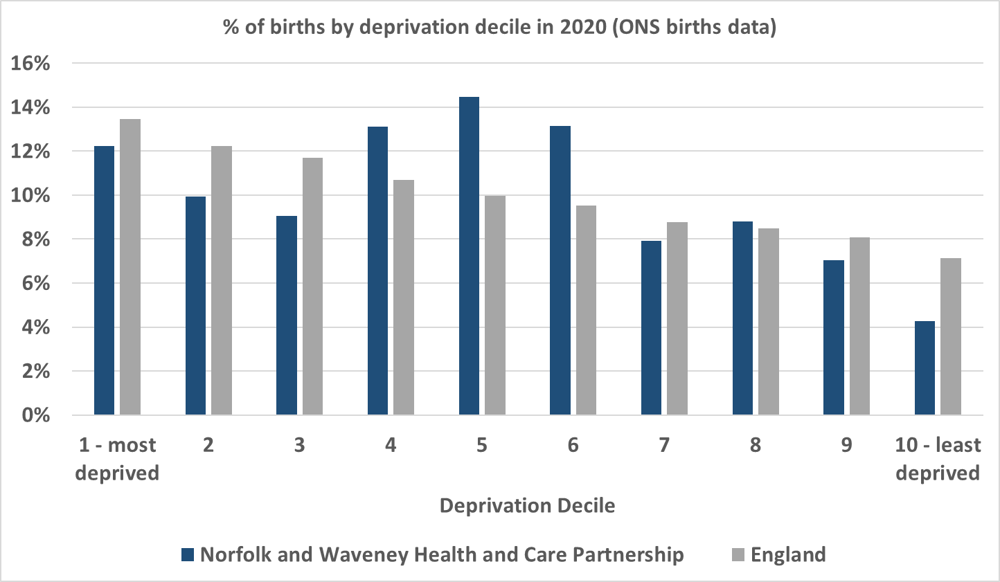 % of births by deprivation decile in 2020 (ONS births data)
16%
14%
12%
10%
8%
6%
4%
2%
0%
1 - most deprived
2
3
4
5
6
7
8
9
10 - least deprived
Deprivation Decile
Norfolk and Waveney Health and Care Partnership
England